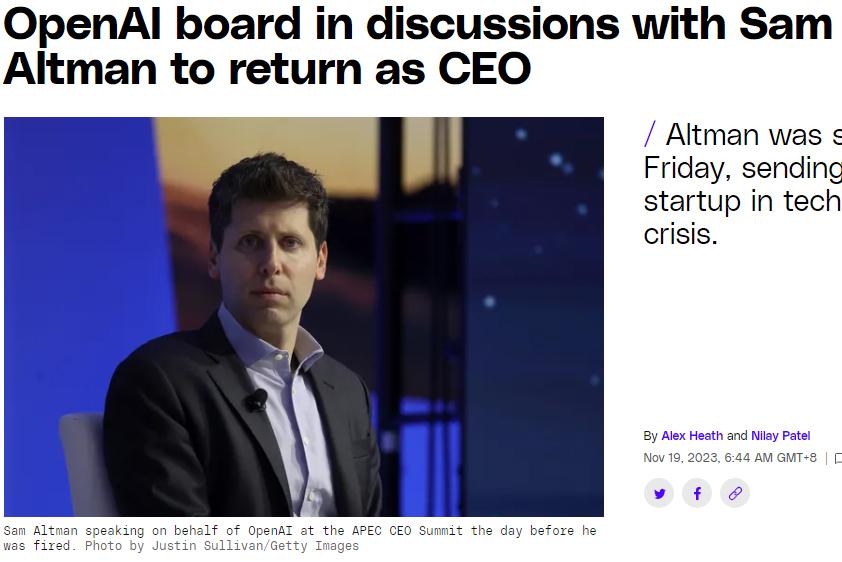 OpenAI board in discussions with Sam
Altman to return as CEO
/ Altman was
Friday, sending
startup in tech
crisis.
By Alex Heath and Nilay Patel
Nov 19, 2023, 6:44 AM GMT+8 |
Sam Altman speaking on behalf of OpenAI at the APEC CEO Summit the day before he
was fired. Photo by Justin Sullivan/Getty Images